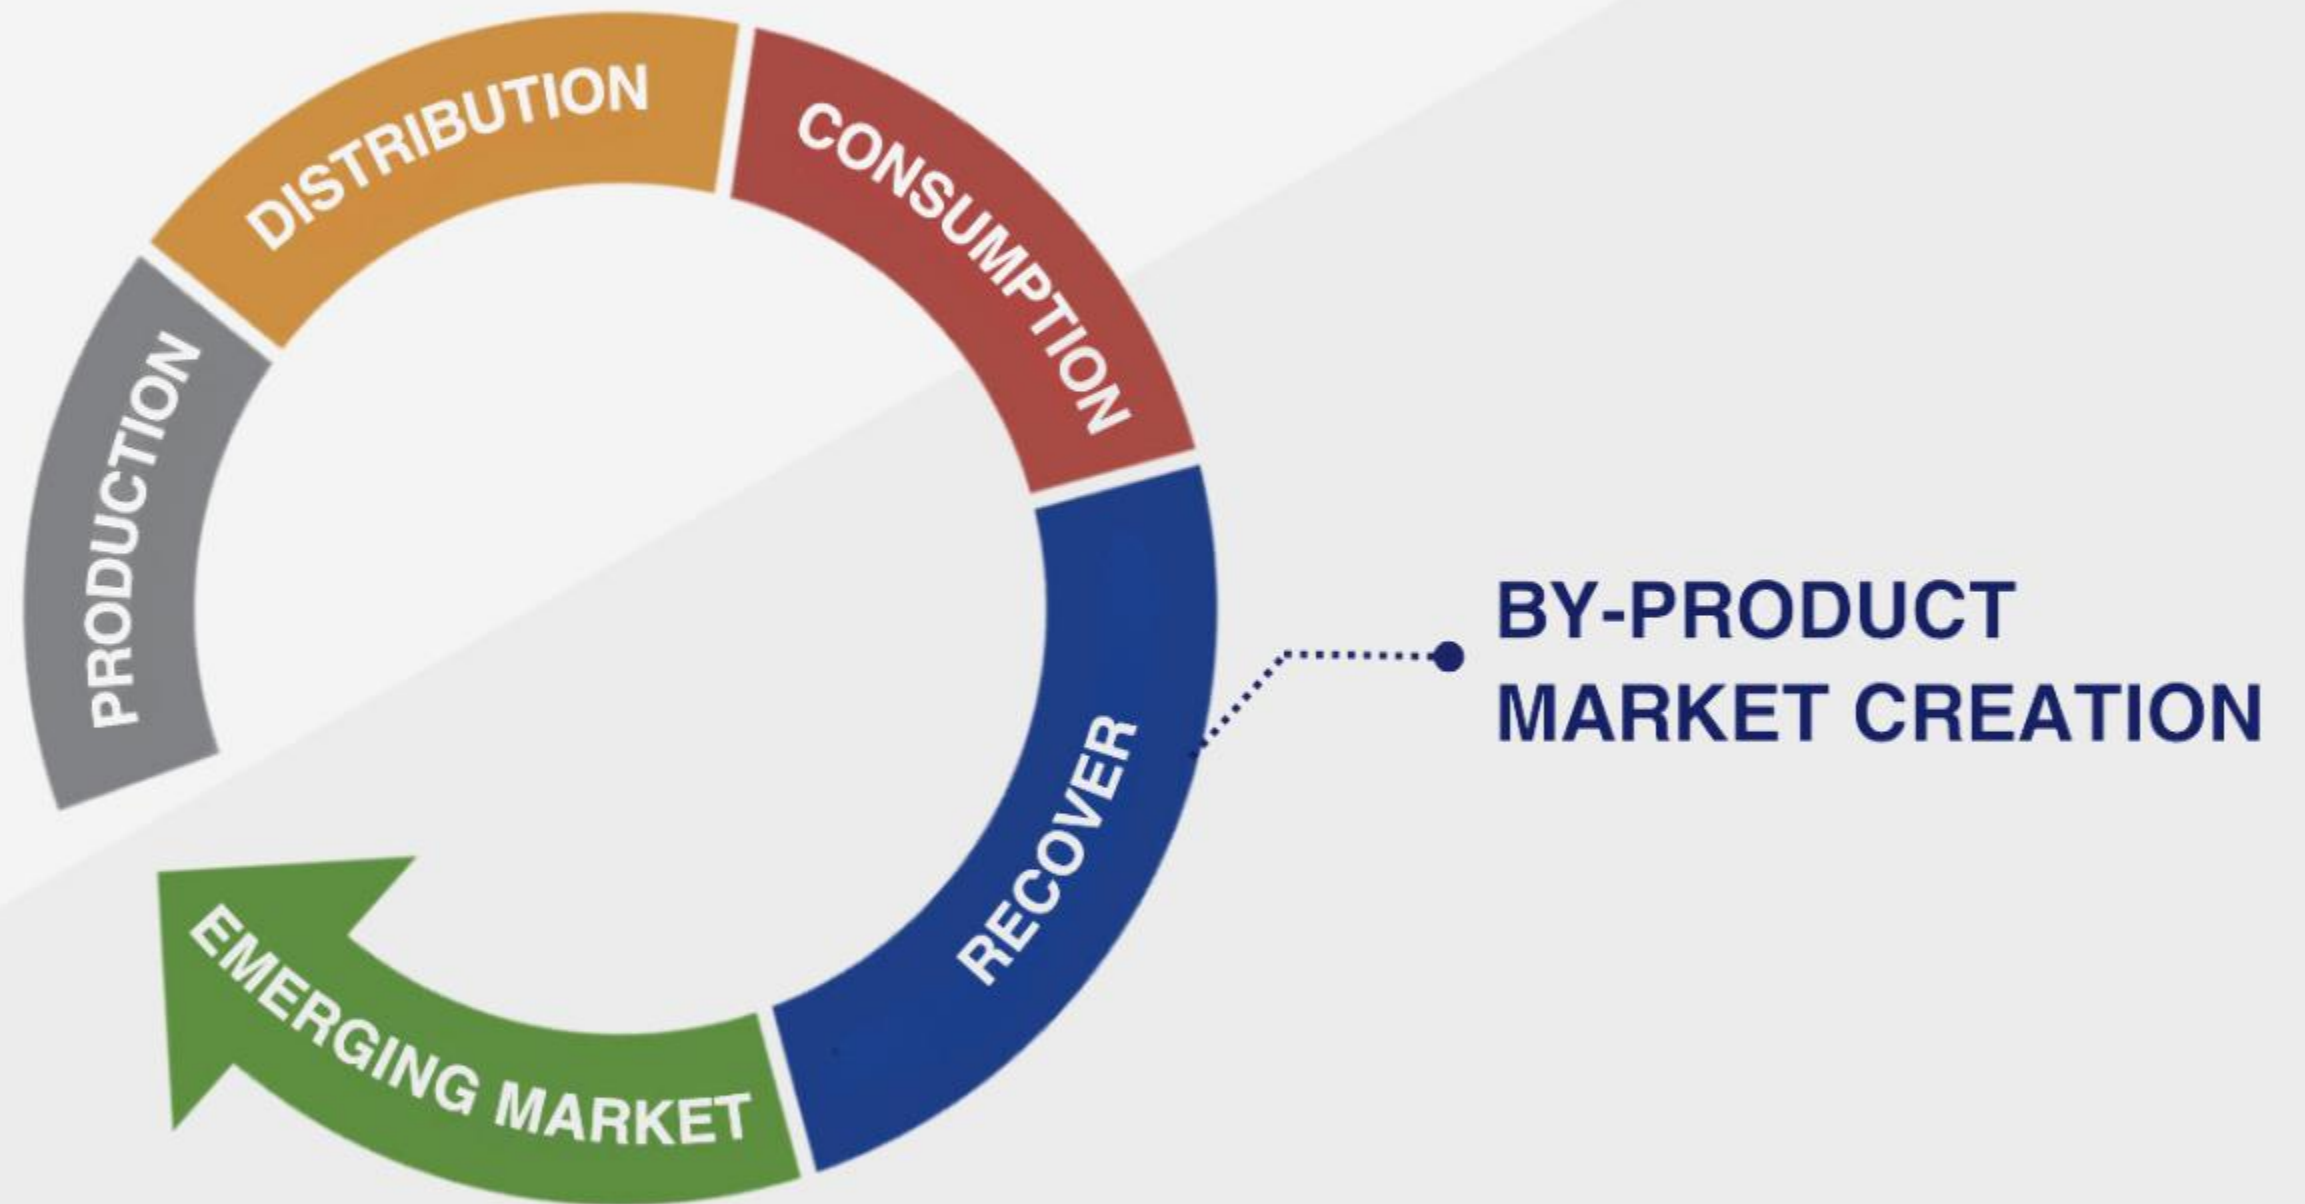 PRODUCTION
DISTRIBUTION
CONSUMPTION
RECOVER
EMERGING MARKET
BY-PRODUCT
MARKET CREATION